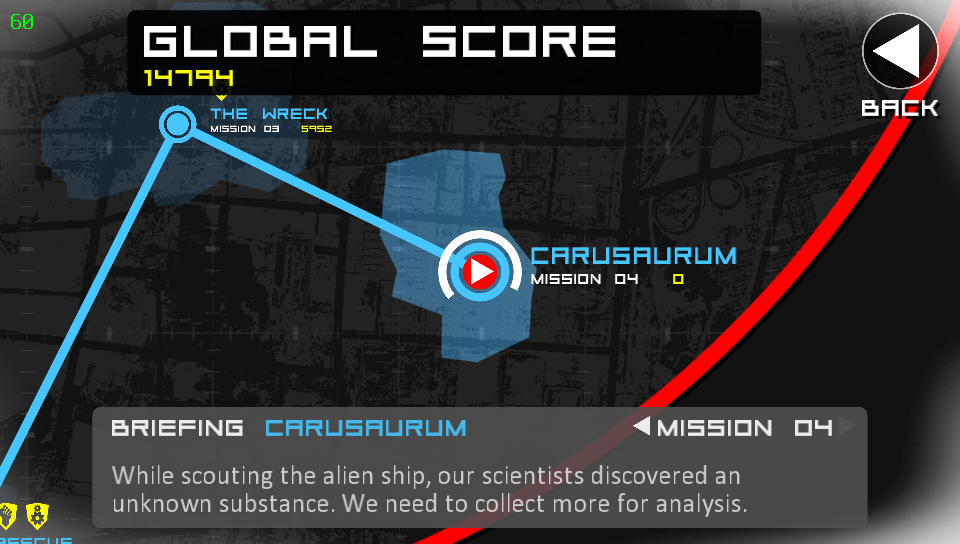 60
GLOBAL SCORE
14794
BACK
THE WRECK
MISSION 03 5952
CARUSAURUM
MISSION 04 0
BRIEFING CARUSAURUM MISSION 04
While scouting the alien ship, our scientists discovered an
unknown substance. We need to collect more for analysis.